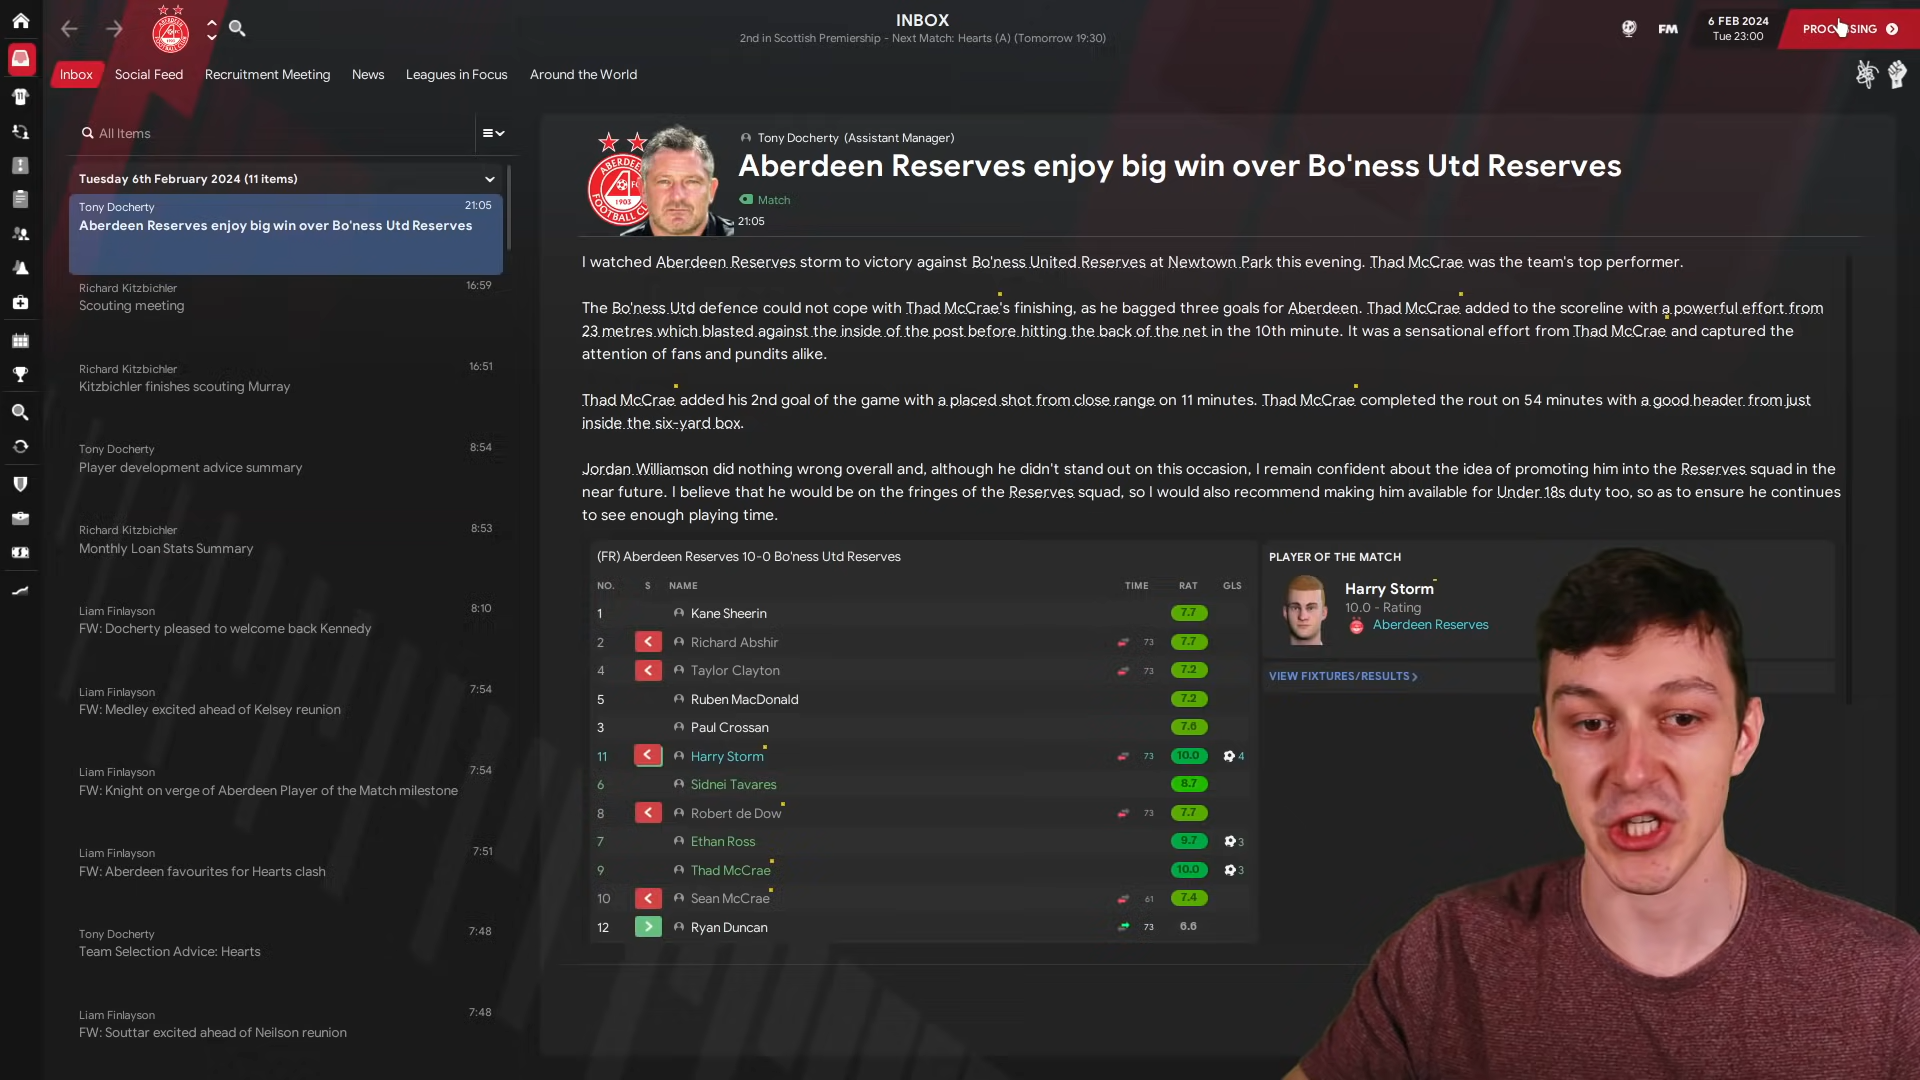 INBOX
2nd in Scottish Premiership - Next Match: Hearts (A) (Tomorrow 19:30)
FM
6 FEB 2024
Tue 23:00
Inbox
Social Feed
Recruitment Meeting
News
Leagues in Focus
Around the World
All Items
Tuesday 6th February 2024 (11 items)
Tony Docherty 21:05
Aberdeen Reserves enjoy big win over Bo'ness Utd Reserves
Richard Kitzbichler 16:59
Scouting meeting
Richard Kitzbichler 16:51
Kitzbichler finishes scouting Murray
Tony Docherty 8:54
Player development advice summary
Richard Kitzbichler 8:53
Monthly Loan Stats Summary
Liam Finlayson 8:10
FW: Docherty pleased to welcome back Kennedy
Liam Finlayson 7:54
FW: Medley excited ahead of Kelsey reunion
Liam Finlayson 7:54
FW: Knight on verge of Aberdeen Player of the Match milestone
Liam Finlayson 7:51
FW: Aberdeen favourites for Hearts clash
Tony Docherty 7:48
Team Selection Advice: Hearts
Liam Finlayson 7:48
FW: Souttar excited ahead of Neilson reunion
Tony Docherty (Assistant Manager)
Aberdeen Reserves enjoy big win over Bo'ness Utd Reserves
Match
21:05
I watched Aberdeen Reserves storm to victory against Bo'ness United Reserves at Newtown Park this evening. Thad McCrae was the team's top performer.
The Bo'ness Utd defence could not cope with Thad McCrae's finishing, as he bagged three goals for Aberdeen. Thad McCrae added to the scoreline with a powerful effort from
23 metres which blasted against the inside of the post before hitting the back of the net in the 10th minute. It was a sensational effort from Thad McCrae and captured the
attention of fans and pundits alike.
Thad McCrae added his 2nd goal of the game with a placed shot from close range on 11 minutes. Thad McCrae completed the rout on 54 minutes with a good header from just
inside the six-yard box.
Jordan Williamson did nothing wrong overall and, although he didn't stand out on this occasion, I remain confident about the idea of promoting him into the Reserves squad in the
near future. I believe that he would be on the fringes of the Reserves squad, so I would also recommend making him available for Under 18s duty too, so as to ensure he continues
to see enough playing time.
(FR) Aberdeen Reserves 10-0 Bo'ness Utd Reserves
NO. S NAME TIME RAT GLS
1 Kane Sheerin 7.7
2 Richard Abshir 73 7.7
4 Taylor Clayton 73 7.2
5 Ruben MacDonald 7.2
3 Paul Crossan 7.6
11 Harry Storm 73 10.0 4
6 Sidnei Tavares 8.7
8 Robert de Dow 73 7.7
7 Ethan Ross 9.7 3
9 Thad McCrae 10.0 3
10 Sean McCrae 61 7.4
12 Ryan Duncan 73 6.6
PLAYER OF THE MATCH
Harry Storm
10.0 - Rating
Aberdeen Reserves
VIEW FIXTURES/RESULTS